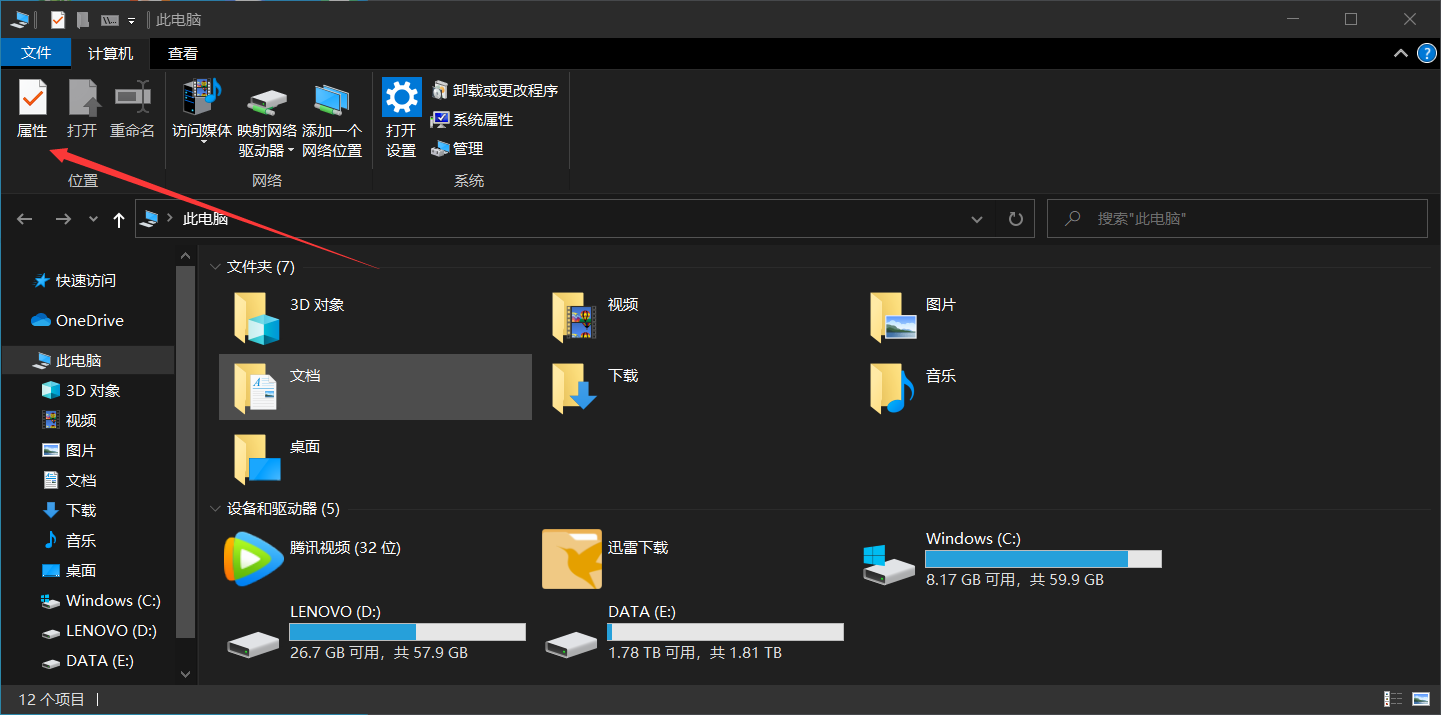 此电脑
文件 计算机 查看
属性 打开 重命名 访问媒体 映射网络驱动器 添加一个网络位置 打开设置 卸载或更改程序
系统属性
管理
位置 网络 系统
此电脑 搜索"此电脑"
快速访问
OneDrive
此电脑
3D 对象
视频
图片
文档
下载
音乐
桌面
Windows (C:)
LENOVO (D:)
DATA (E:)
文件夹 (7)
3D 对象 视频 图片
文档 下载 音乐
桌面
设备和驱动器 (5)
腾讯视频 (32 位) 迅雷下载 Windows (C:)
8.17 GB 可用，共 59.9 GB
LENOVO (D:) DATA (E:)
26.7 GB 可用，共 57.9 GB 1.78 TB 可用，共 1.81 TB
12 个项目